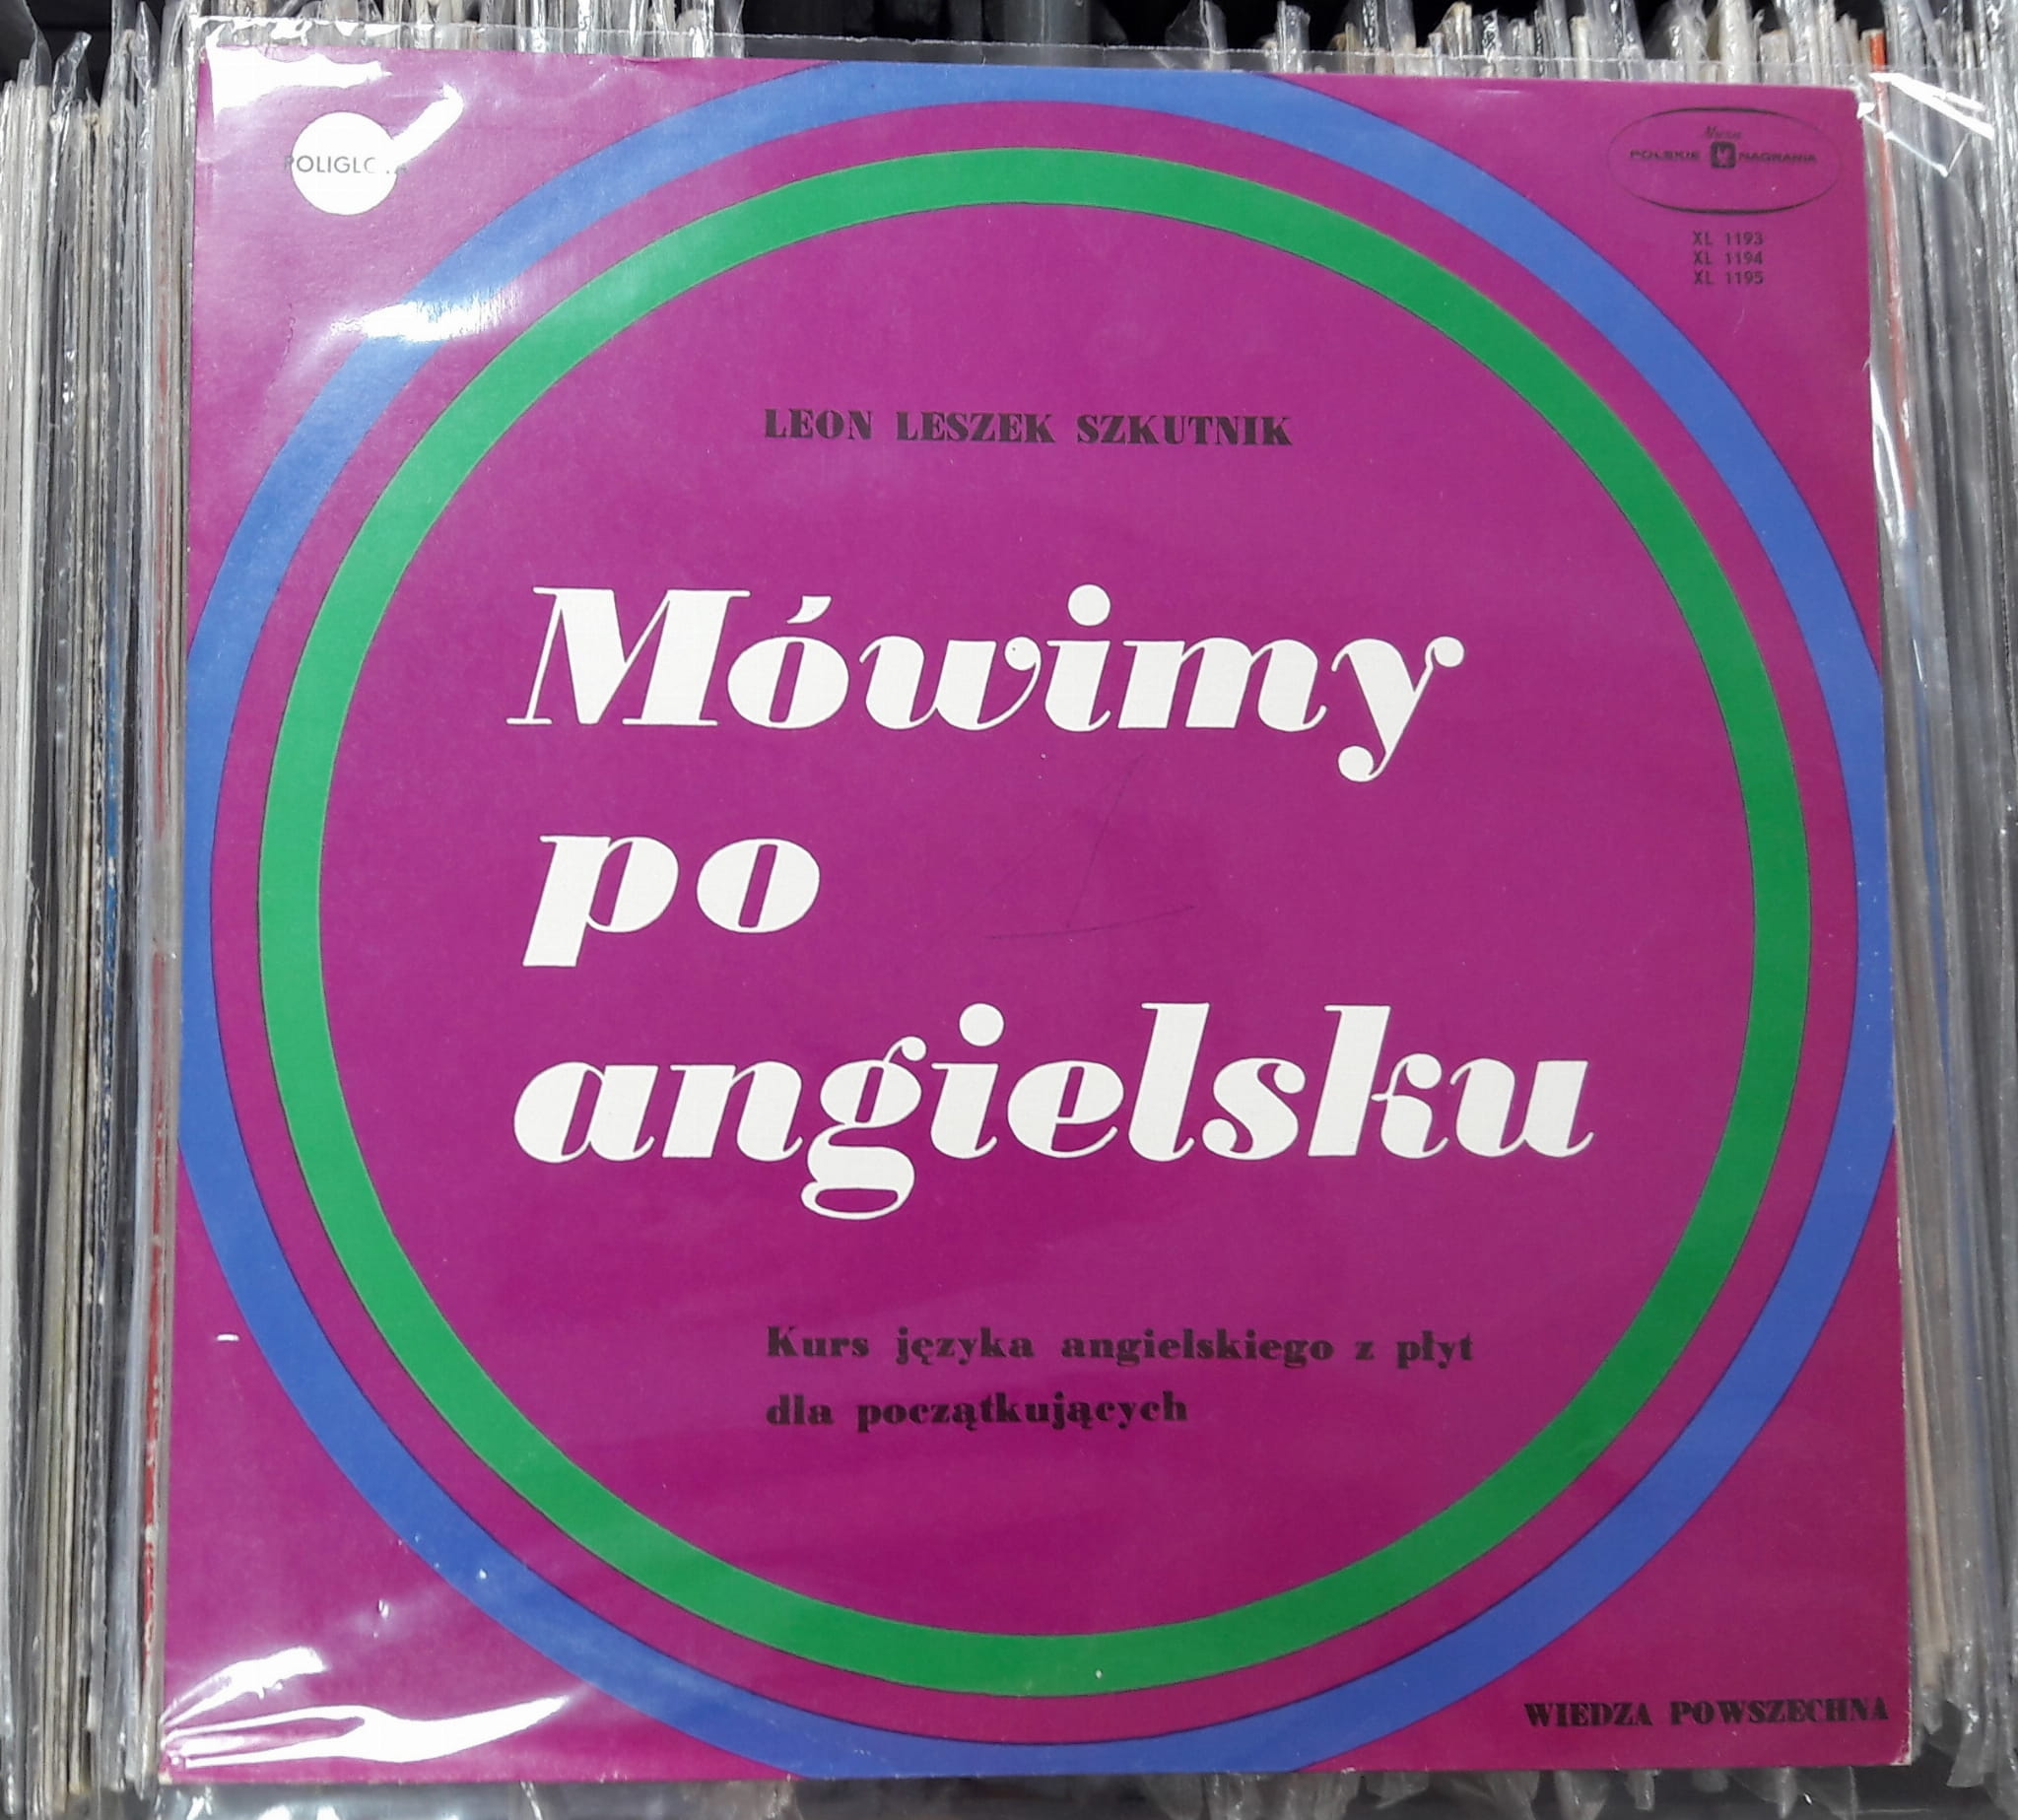 Muza
POLSKIE NAGRANIA
XL 1193
XL 1194
XL 1195
LEON LESZEK SZKUTNIK
Mówimy
po
angielsku
Kurs języka angielskiego z płyt
dla początkujących
WIEDZA POWSZECHNA